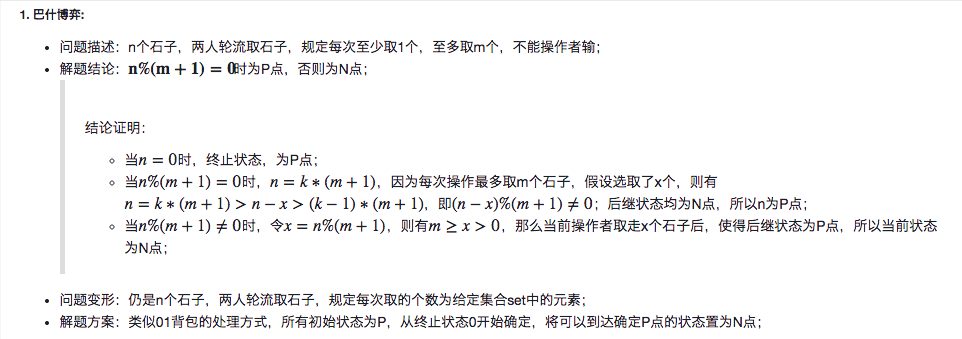 1. 巴什博弈:
• 问题描述：n个石子，两人轮流取石子，规定每次至少取1个，至多取m个，不能操作者输；
• 解题结论：n%(m + 1) = 0时为P点，否则为N点；
结论证明：
◦ 当n = 0时，终止状态，为P点；
◦ 当n%(m + 1) = 0时，n = k ∗ (m + 1)，因为每次操作最多取m个石子，假设选取了x个，则有
n = k ∗ (m + 1) > n − x > (k − 1) ∗ (m + 1)，即(n − x)%(m + 1) ≠ 0；后继状态均为N点，所以n为P点；
◦ 当n%(m + 1) ≠ 0时，令x = n%(m + 1)，则有m ≥ x > 0，那么当前操作者取走x个石子后，使得后继状态为P点，所以当前状态
为N点；
• 问题变形：仍是n个石子，两人轮流取石子，规定每次取的个数为给定集合set中的元素；
• 解题方案：类似01背包的处理方式，所有初始状态为P，从终止状态0开始确定，将可以到达确定P点的状态置为N点；